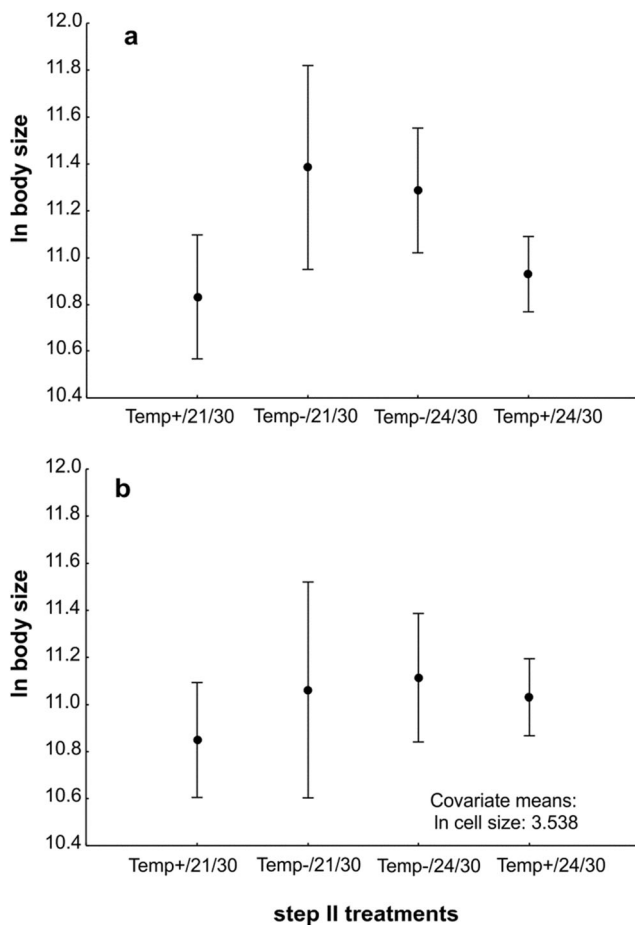 a
ln body size
12.0
11.8
11.4
11.2
11.0
10.8
10.6
10.4
Temp+/21/30 Temp-/21/30 Temp-/24/30 Temp+/24/30
b
ln body size
12.0
11.8
11.6
11.4
11.2
11.0
10.8
10.6
10.4
Covariate means:
ln cell size: 3.538
Temp+/21/30 Temp-/21/30 Temp-/24/30 Temp+/24/30
step II treatments